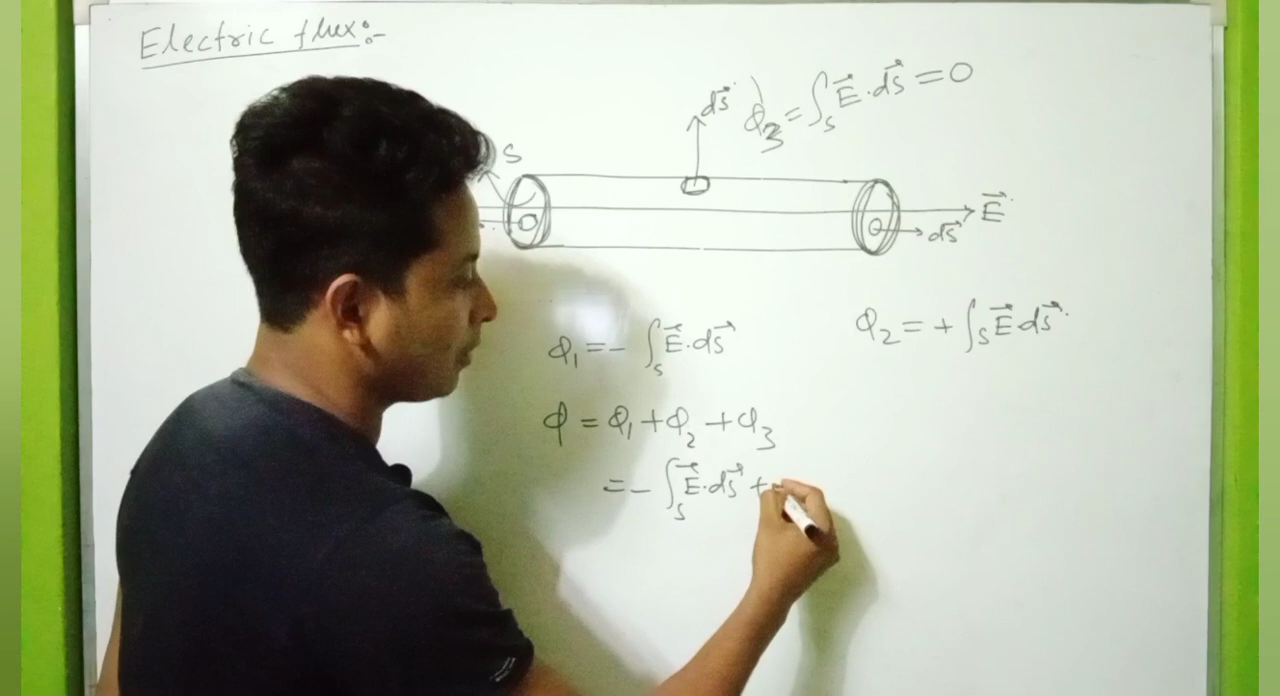 Electric flux:-
ds⃗
Φ₃ = ∫ₛ E⃗·ds⃗ = 0
S
E⃗
ds⃗
Φ₁ = - ∫ₛ E⃗·ds⃗
Φ₂ = + ∫ₛ E⃗·ds⃗
Φ = Φ₁ + Φ₂ + Φ₃
= - ∫ₛ E⃗·ds⃗ +